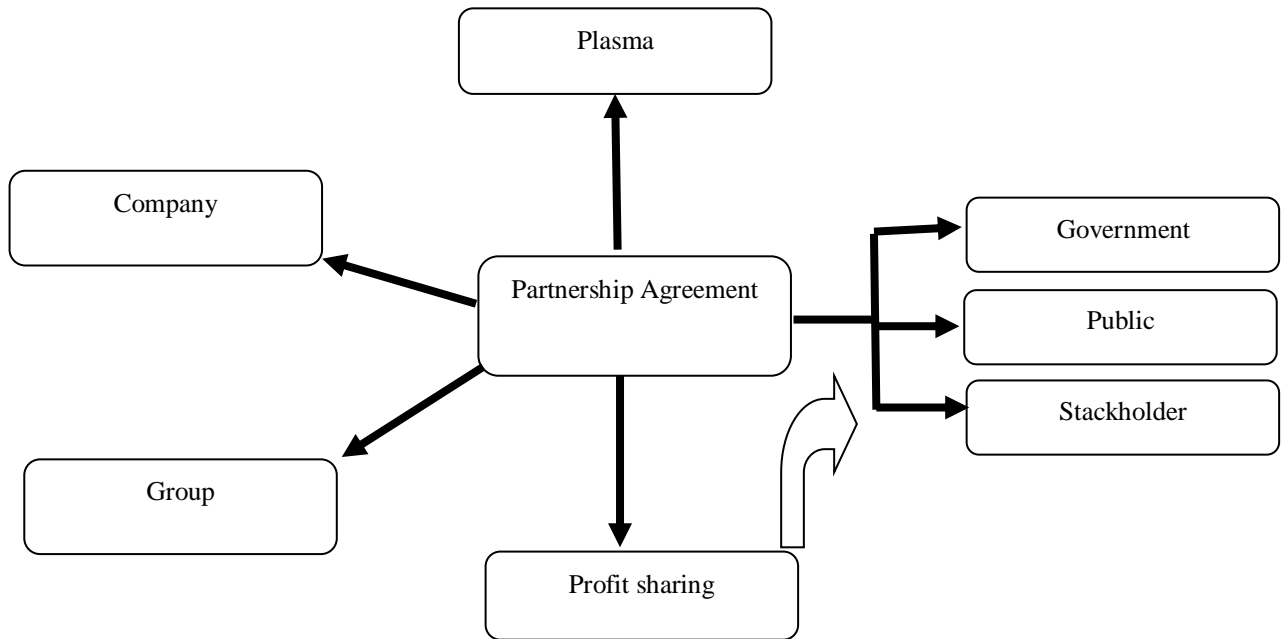 Plasma
Company
Government
Partnership Agreement
Public
Stackholder
Group
Profit sharing